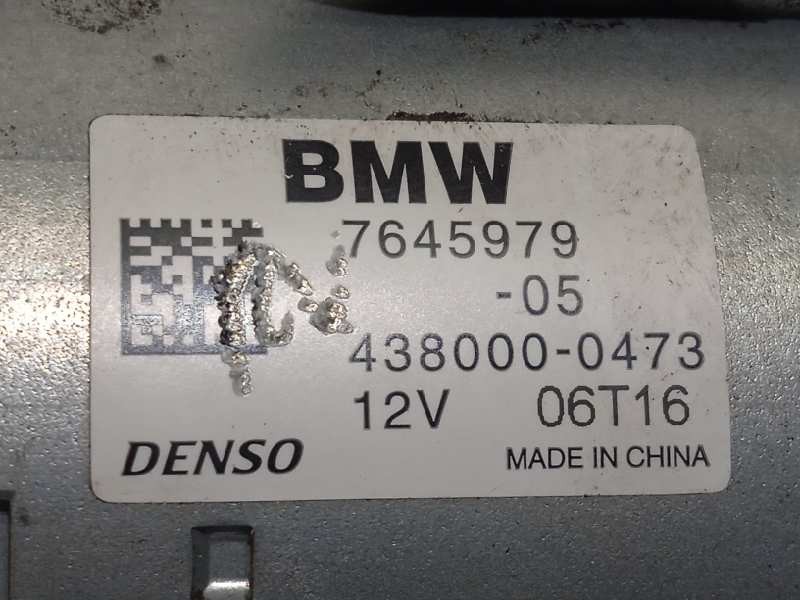 BMW
7645979
-05
438000-0473
12V 06T16
DENSO MADE IN CHINA